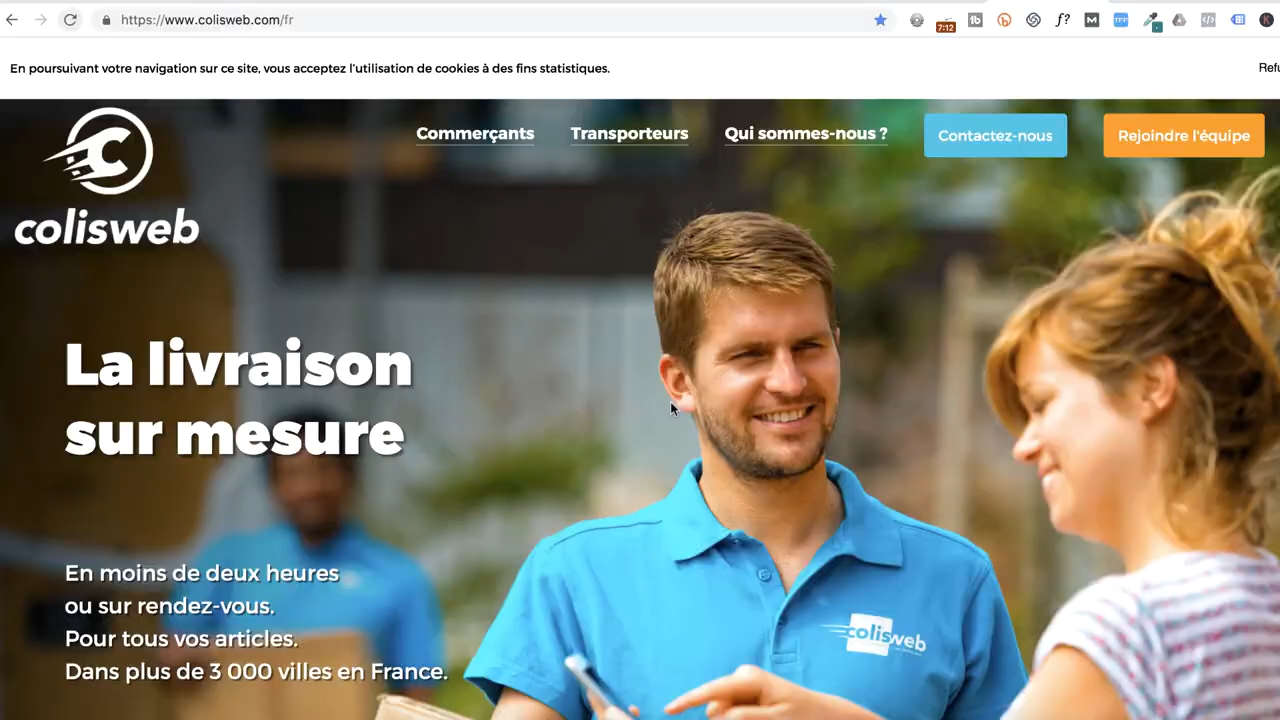 https://www.colisweb.com/fr
7:12
En poursuivant votre navigation sur ce site, vous acceptez l'utilisation de cookies à des fins statistiques.
Refu
colisweb
Commerçants
Transporteurs
Qui sommes-nous ?
Contactez-nous
Rejoindre l'équipe
La livraison
sur mesure
En moins de deux heures
ou sur rendez-vous.
Pour tous vos articles.
Dans plus de 3 000 villes en France.
colisweb